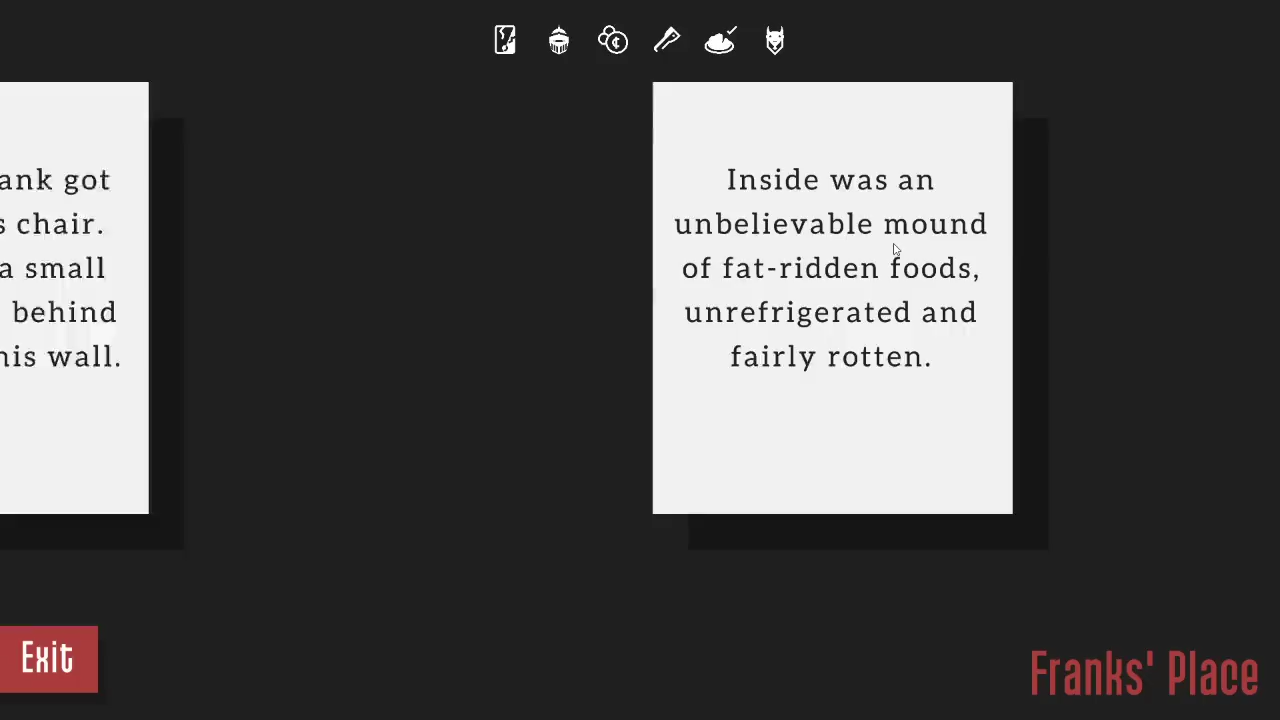 ank got
s chair.
a small
behind
his wall.
Inside was an
unbelievable mound
of fat-ridden foods,
unrefrigerated and
fairly rotten.
Exit
Franks' Place